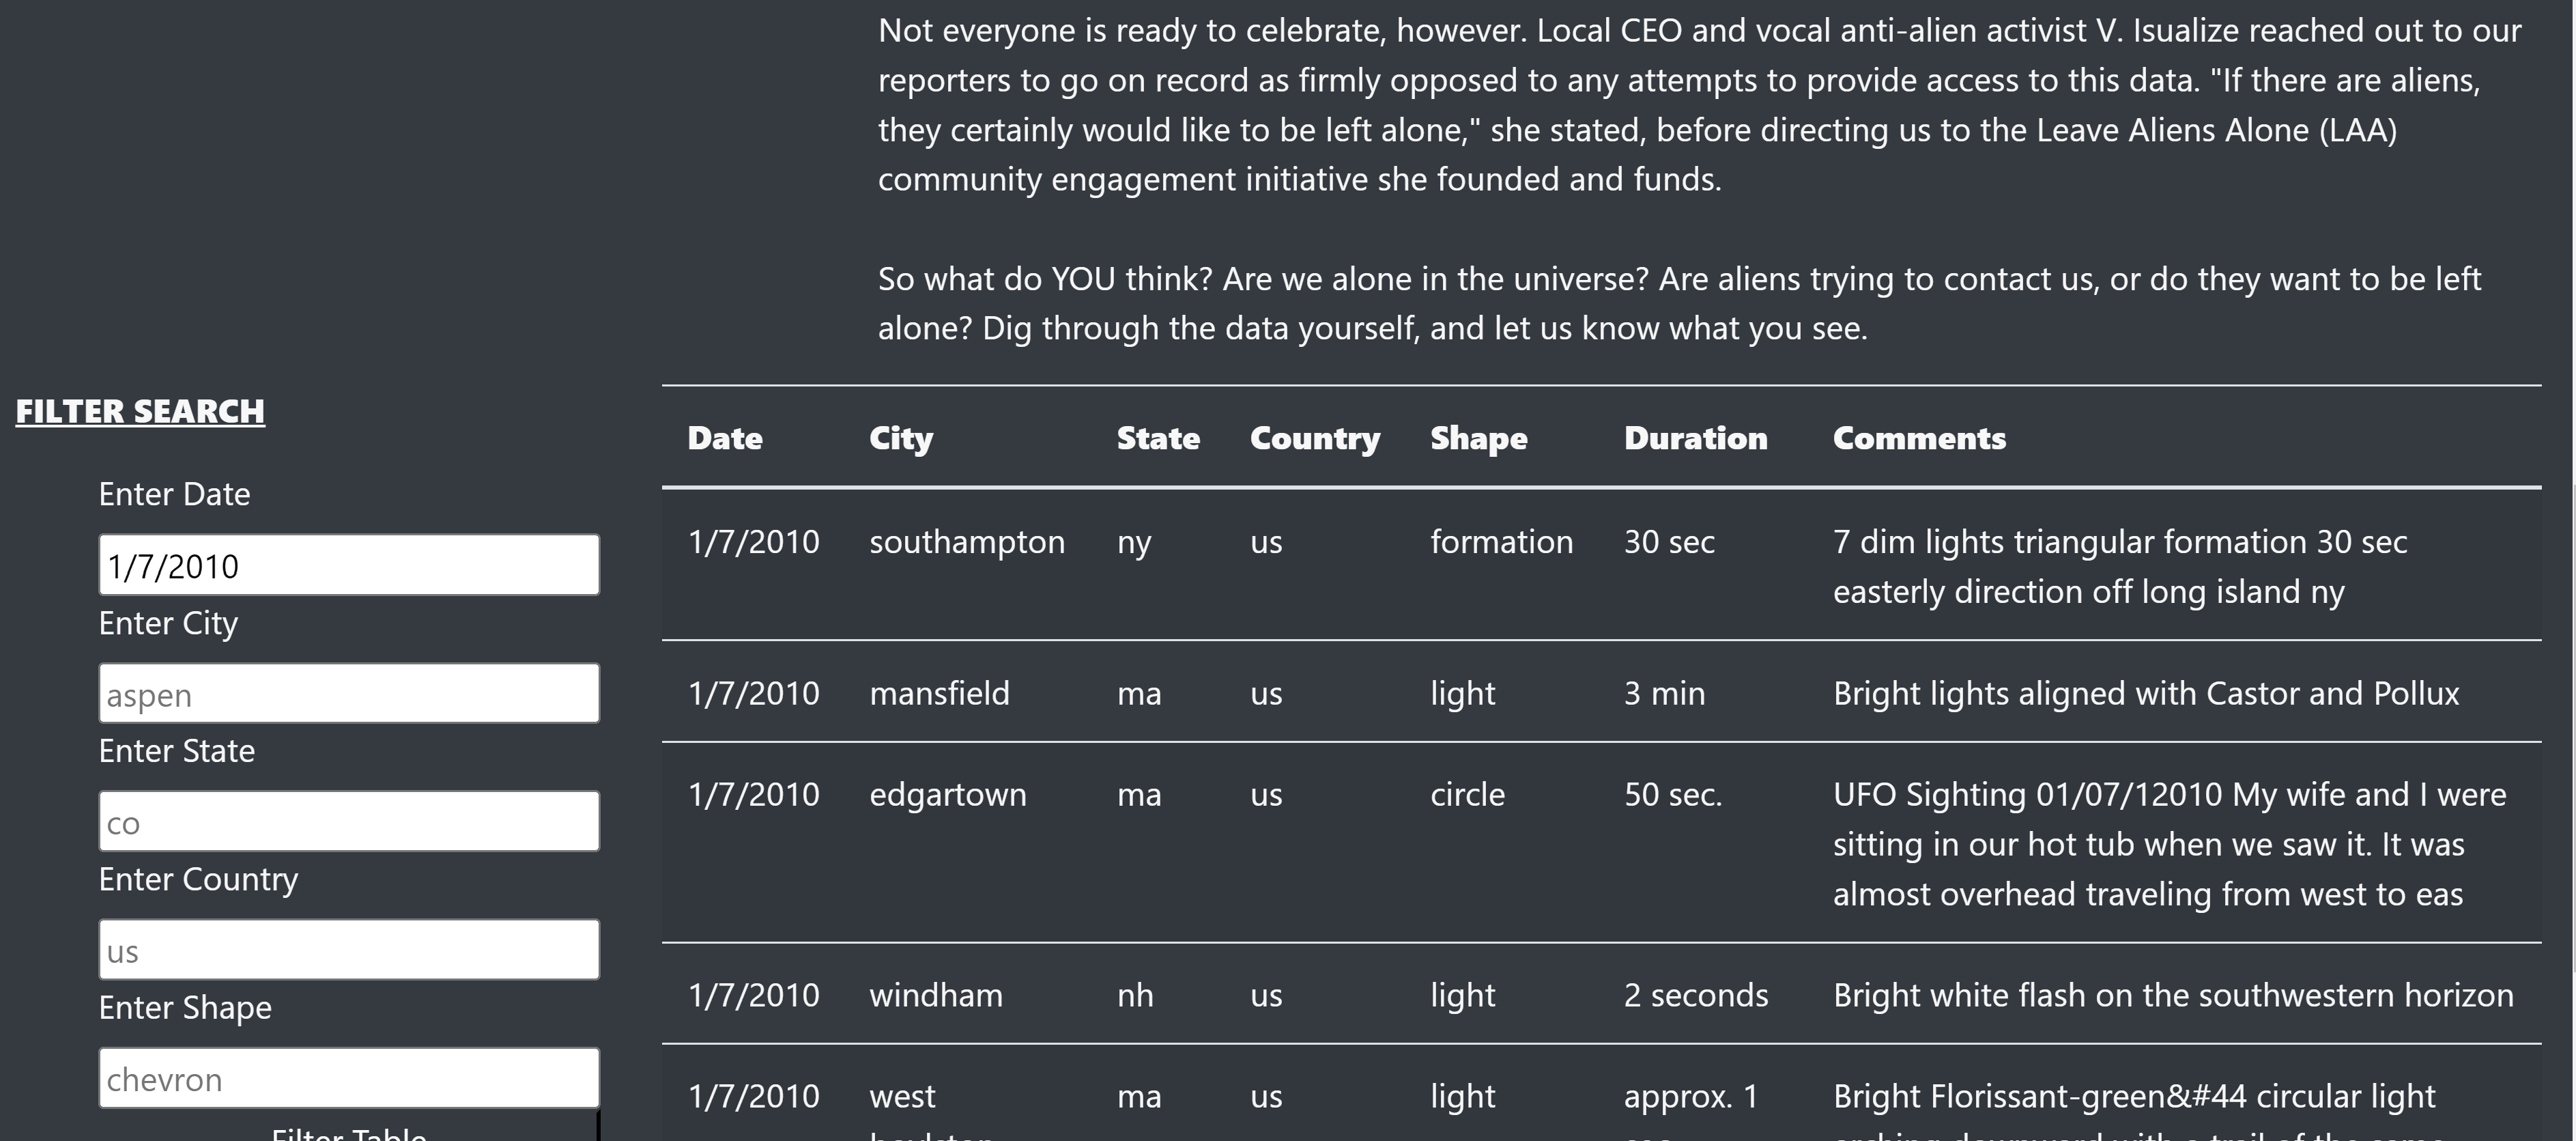 Not everyone is ready to celebrate, however. Local CEO and vocal anti-alien activist V. Isualize reached out to our
reporters to go on record as firmly opposed to any attempts to provide access to this data. "If there are aliens,
they certainly would like to be left alone," she stated, before directing us to the Leave Aliens Alone (LAA)
community engagement initiative she founded and funds.
So what do YOU think? Are we alone in the universe? Are aliens trying to contact us, or do they want to be left
alone? Dig through the data yourself, and let us know what you see.
FILTER SEARCH
Enter Date
1/7/2010
Enter City
aspen
Enter State
co
Enter Country
us
Enter Shape
chevron
Filter Table
Date City State Country Shape Duration Comments
1/7/2010 southampton ny us formation 30 sec 7 dim lights triangular formation 30 sec
easterly direction off long island ny
1/7/2010 mansfield ma us light 3 min Bright lights aligned with Castor and Pollux
1/7/2010 edgartown ma us circle 50 sec. UFO Sighting 01/07/12010 My wife and I were
sitting in our hot tub when we saw it. It was
almost overhead traveling from west to eas
1/7/2010 windham nh us light 2 seconds Bright white flash on the southwestern horizon
1/7/2010 west ma us light approx. 1 Bright Florissant-green&#44 circular light